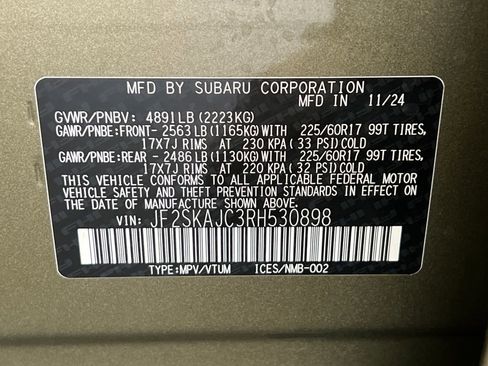 MFD BY SUBARU CORPORATION
MFD IN JAPAN 11/24
GVWR/PNBV: 4891LB (2223KG)
GAWR/PNBE:FRONT- 2563LB (1165KG)WITH 225/60R17 99T TIRES,
17X7J RIMS AT 230 KPA (33 PSI)COLD
GAWR/PNBE:REAR - 2486LB (1130KG)WITH 225/60R17 99T TIRES,
17X7J RIMS AT 220 KPA (32 PSI)COLD
THIS VEHICLE CONFORMS TO ALL APPLICABLE FEDERAL MOTOR
VEHICLE SAFETY AND THEFT PREVENTION STANDARDS IN EFFECT
ON THE DATE OF MANUFACTURE SHOWN ABOVE.
VIN: JF2SKAJC3RH530898
TYPE:MPV/VTUM ICES/NMB-002